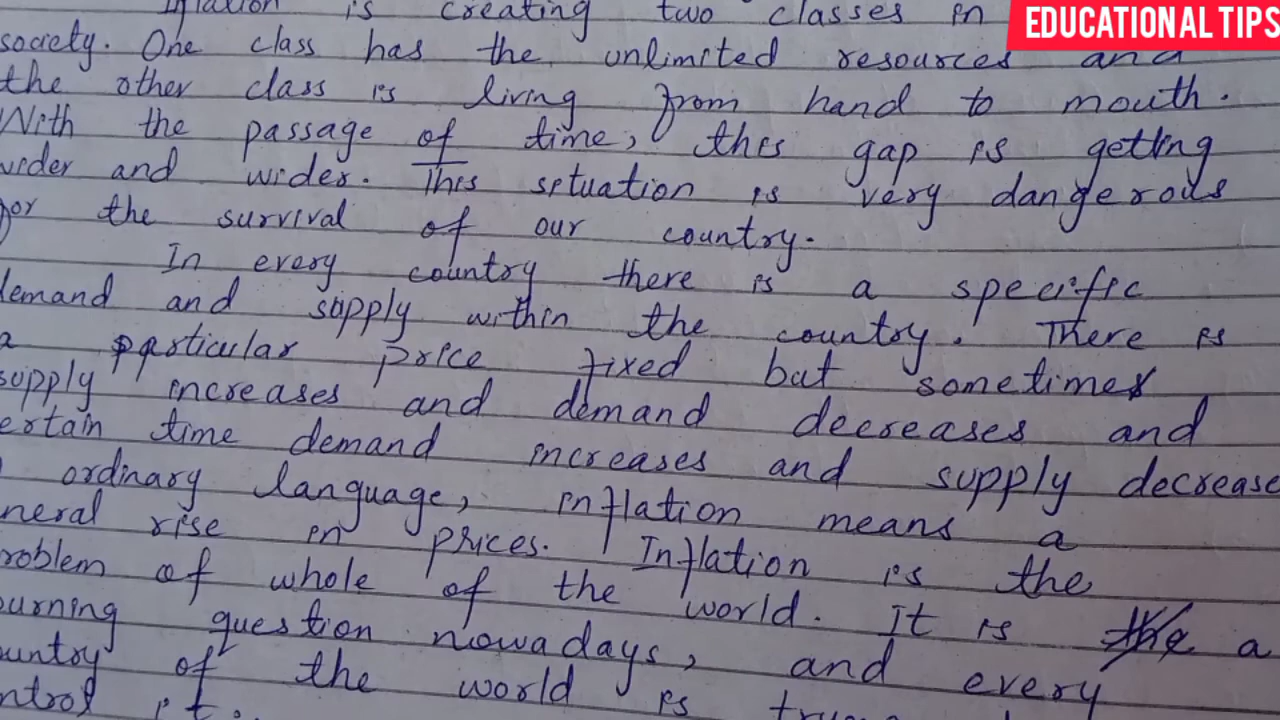 EDUCATIONAL TIPS
Inflation is creating two classes in
society. One class has the unlimited resources and
the other class is living from hand to mouth.
With the passage of time, this gap is getting
wider and wider. This situation is very dangerous
for the survival of our country.
In every country there is a specific
demand and supply within the country. There is
a particular price fixed but sometimes
supply increases and demand decreases and
certain time demand increases and supply decrease
ordinary language, inflation means a
neral rise in prices. Inflation is the
roblem of whole of the world. It is a
urning question nowadays, and every
untry of the world is
ntrol it.